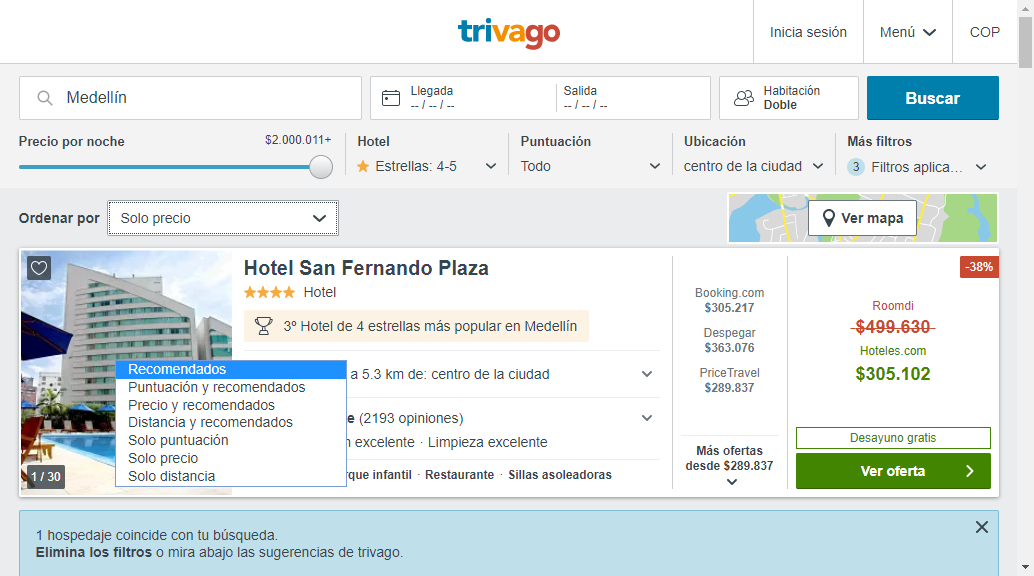 trivago
Inicia sesión
Menú
COP
Medellín
Llegada
-- / -- / --
Salida
-- / -- / --
Habitación
Doble
Buscar
Precio por noche
$2.000.011+
Hotel
Estrellas: 4-5
Puntuación
Todo
Ubicación
centro de la ciudad
Más filtros
3 Filtros aplica...
Ordenar por
Solo precio
Ver mapa
Hotel San Fernando Plaza
Hotel
3º Hotel de 4 estrellas más popular en Medellín
a 5.3 km de: centro de la ciudad
(2193 opiniones)
excelente · Limpieza excelente
infantil · Restaurante · Sillas asoleadoras
1 / 30
Recomendados
Puntuación y recomendados
Precio y recomendados
Distancia y recomendados
Solo puntuación
Solo precio
Solo distancia
Booking.com
$305.217
Despegar
$363.076
PriceTravel
$289.837
Más ofertas
desde $289.837
-38%
Roomdi
$499.630
Hoteles.com
$305.102
Desayuno gratis
Ver oferta
1 hospedaje coincide con tu búsqueda.
Elimina los filtros o mira abajo las sugerencias de trivago.